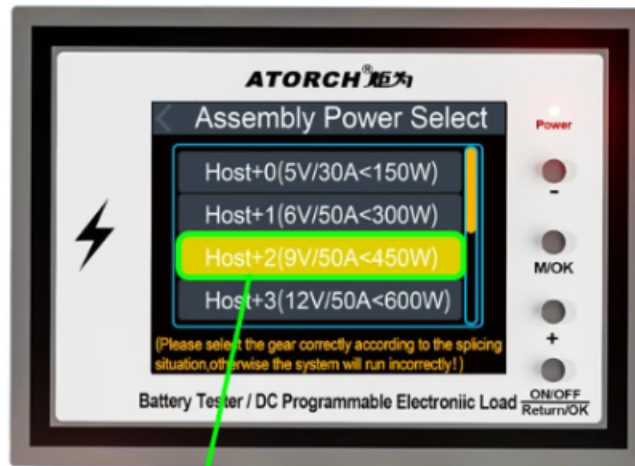 ATORCH®炬为
Assembly Power Select
Power
Host+0(5V/30A<150W)
-
Host+1(6V/50A<300W)
Host+2(9V/50A<450W)
M/OK
Host+3(12V/50A<600W)
+
(Please select the gear correctly according to the splicing
situation,otherwise the system will run incorrectly!)
ON/OFF
Return/OK
Battery Tester / DC Programmable Electroniic Load